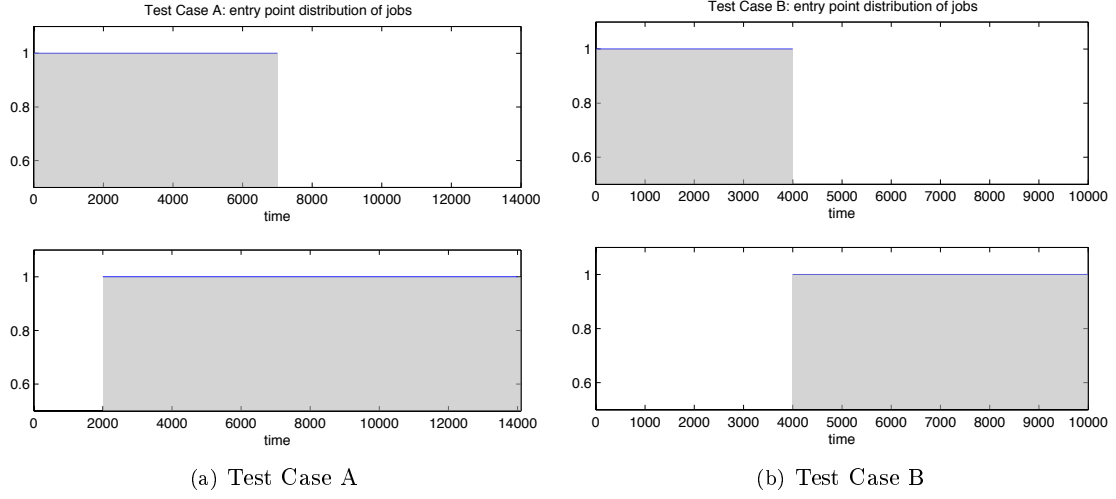 Test Case A: entry point distribution of jobs
1
0.8
0.6
0 2000 4000 6000 8000 10000 12000 14000
time
1
0.8
0.6
0 2000 4000 6000 8000 10000 12000 14000
time
(a) Test Case A
Test Case B: entry point distribution of jobs
1
0.8
0.6
0 1000 2000 3000 4000 5000 6000 7000 8000 9000 10000
time
1
0.8
0.6
0 1000 2000 3000 4000 5000 6000 7000 8000 9000 10000
time
(b) Test Case B